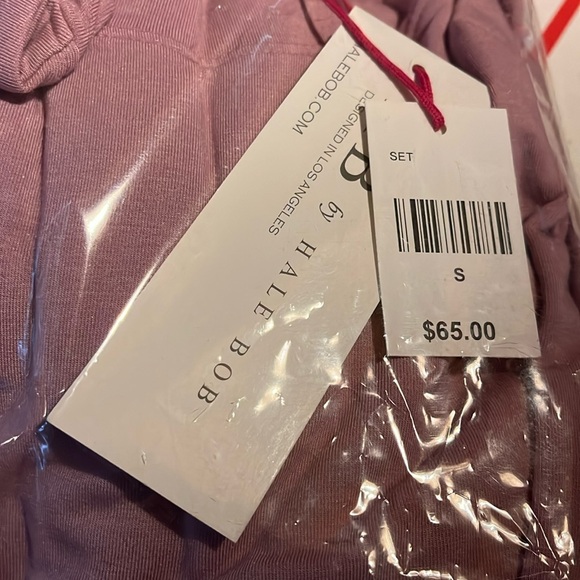 ALEBOB.COM
DESIGNED IN LOS ANGELES
B
by HALE BOB
SET
S
$65.00